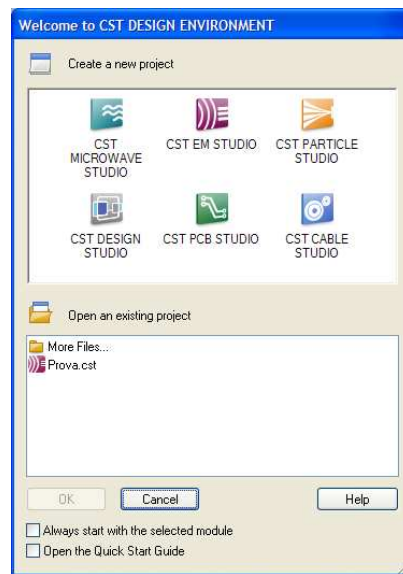 Welcome to CST DESIGN ENVIRONMENT
Create a new project
CST MICROWAVE STUDIO
CST EM STUDIO
CST PARTICLE STUDIO
CST DESIGN STUDIO
CST PCB STUDIO
CST CABLE STUDIO
Open an existing project
More Files...
Prova.cst
OK
Cancel
Help
Always start with the selected module
Open the Quick Start Guide